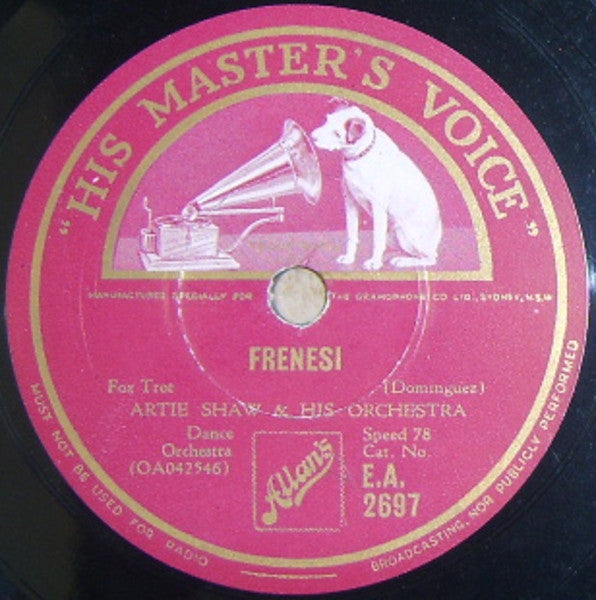 "HIS MASTER'S VOICE"
MANUFACTURED SPECIALLY FOR THE GRAMOPHONE CO LTD., SYDNEY, N.S.W
FRENESI
Fox Trot (Dominguez)
ARTIE SHAW & HIS ORCHESTRA
Dance Orchestra (OA042546)
Allan's
Speed 78
Cat. No.
E.A.
2697
MUST NOT BE USED FOR RADIO BROADCASTING, NOR PUBLICLY PERFORMED